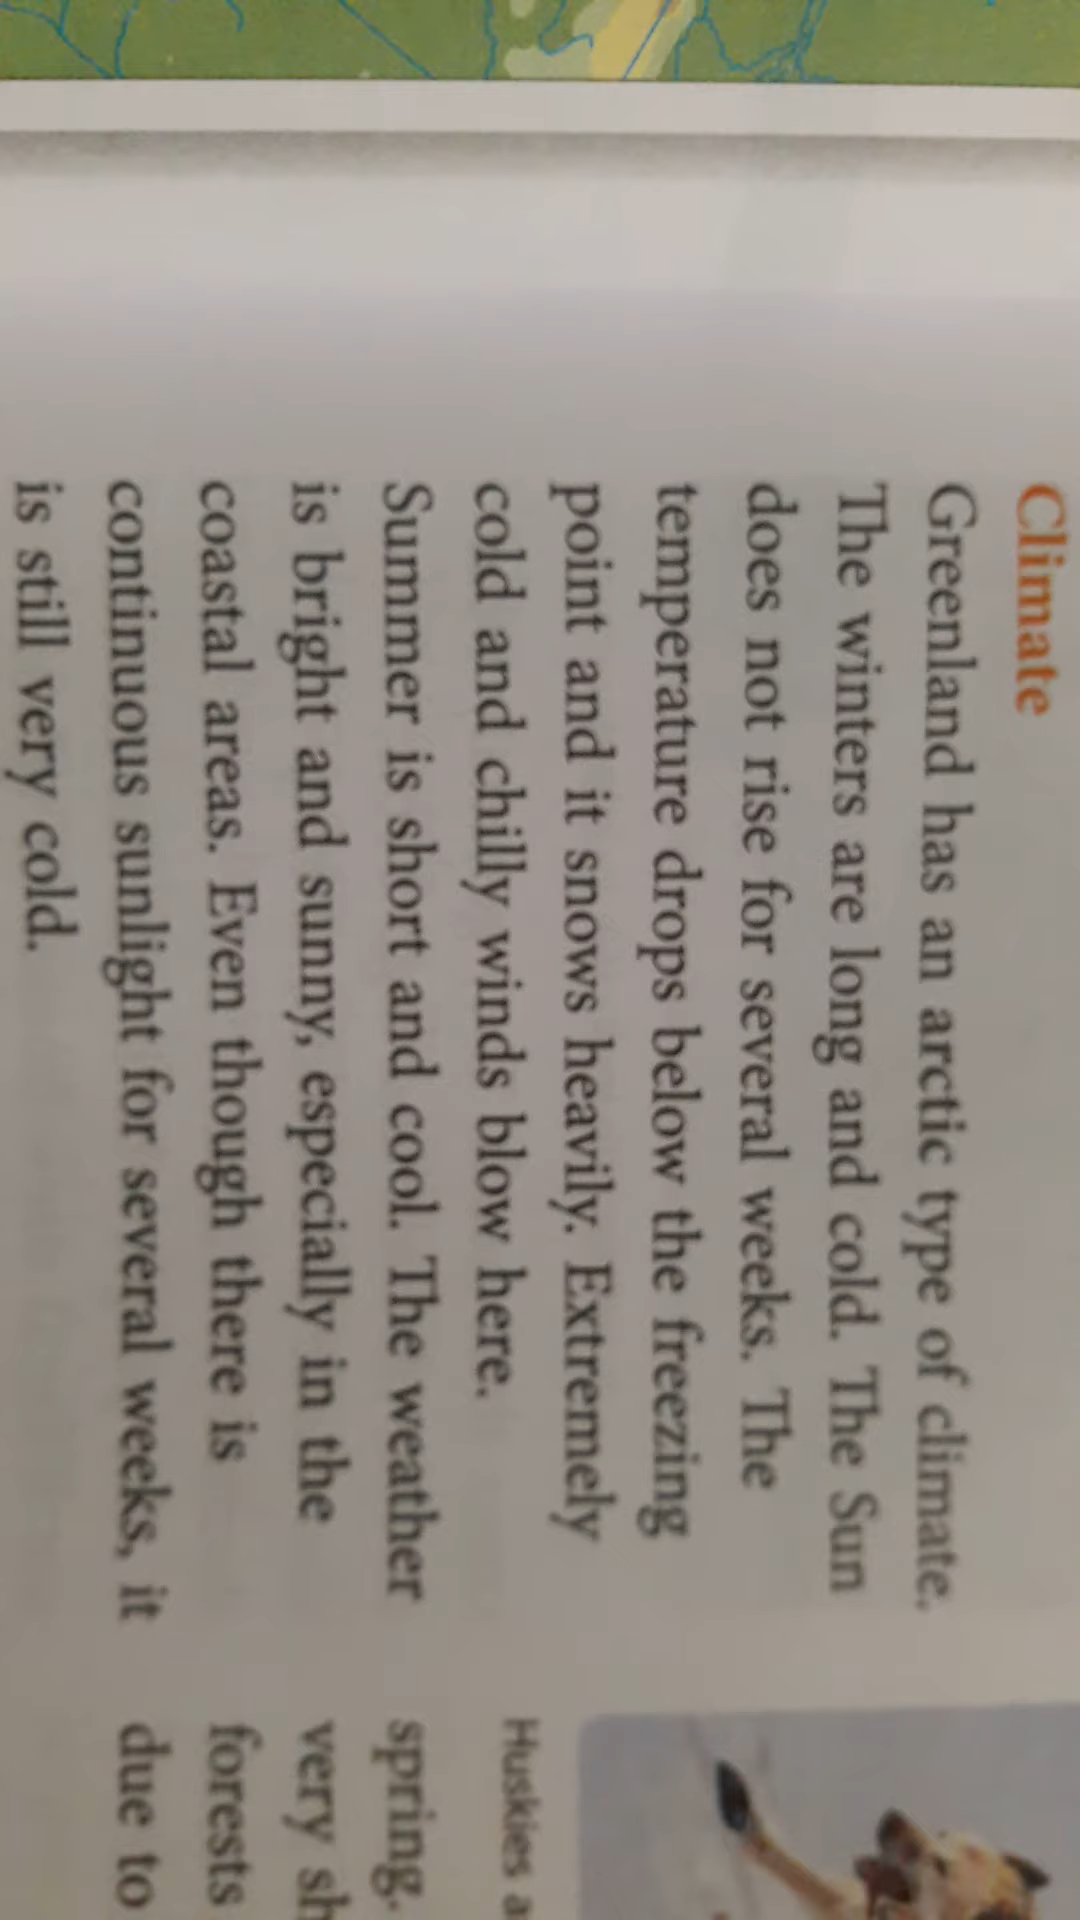 Climate
Greenland has an arctic type of climate.
The winters are long and cold. The Sun
does not rise for several weeks. The
temperature drops below the freezing
point and it snows heavily. Extremely
cold and chilly winds blow here.
Summer is short and cool. The weather
is bright and sunny, especially in the
coastal areas. Even though there is
continuous sunlight for several weeks, it
is still very cold.
Huskies
spring.
very
forests
due to